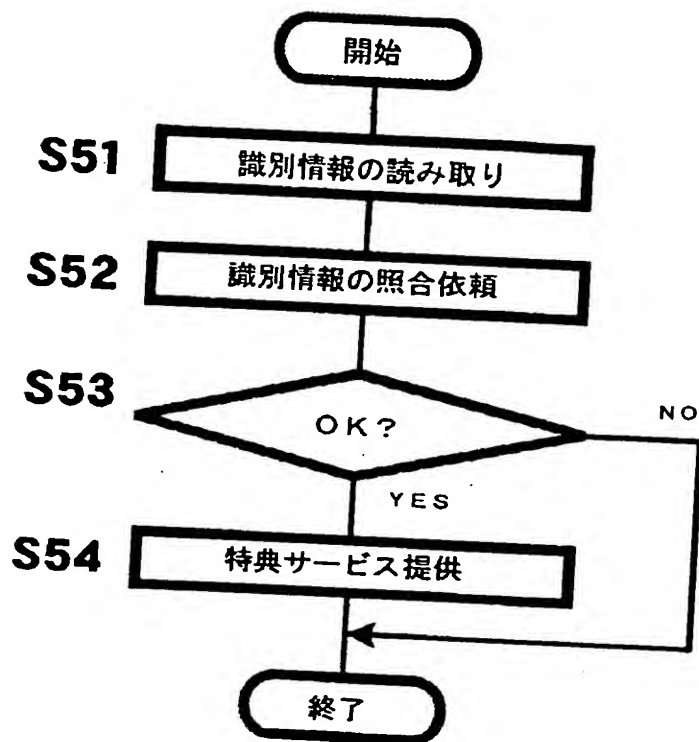 開始
S51
識別情報の読み取り
S52
識別情報の照合依頼
S53
OK?
NO
YES
S54
特典サービス提供
終了